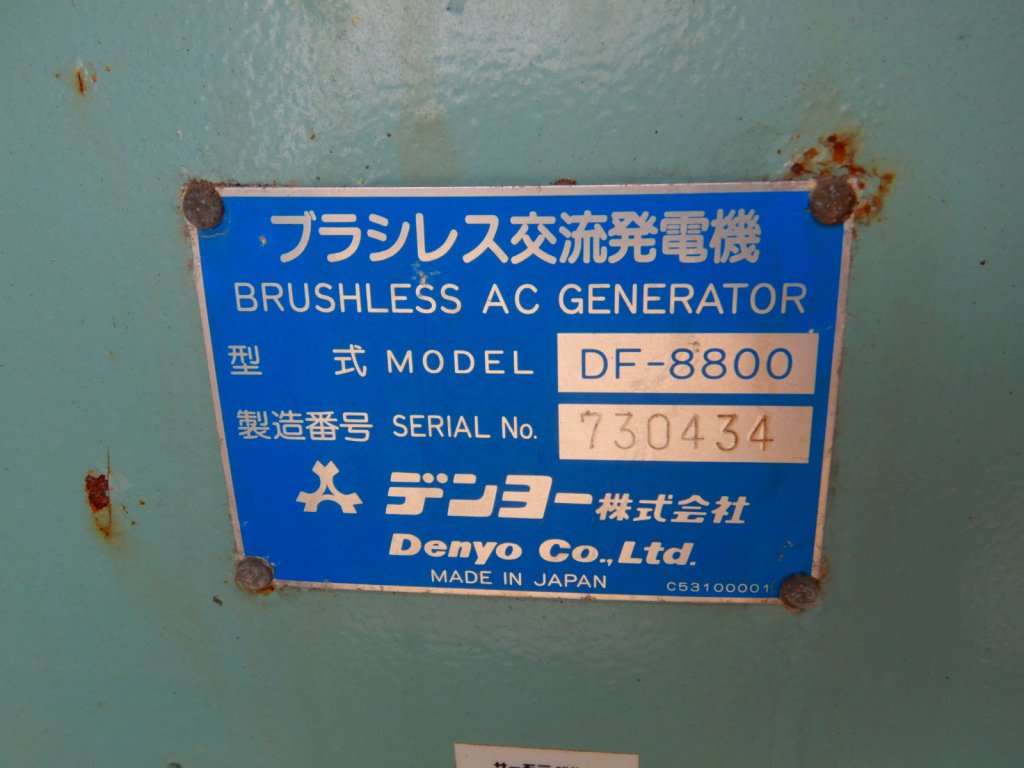 ブラシレス交流発電機
BRUSHLESS AC GENERATOR
型 式 MODEL DF-8800
製造番号 SERIAL No. 730434
デンヨー株式会社
Denyo Co.,Ltd.
MADE IN JAPAN C53100001